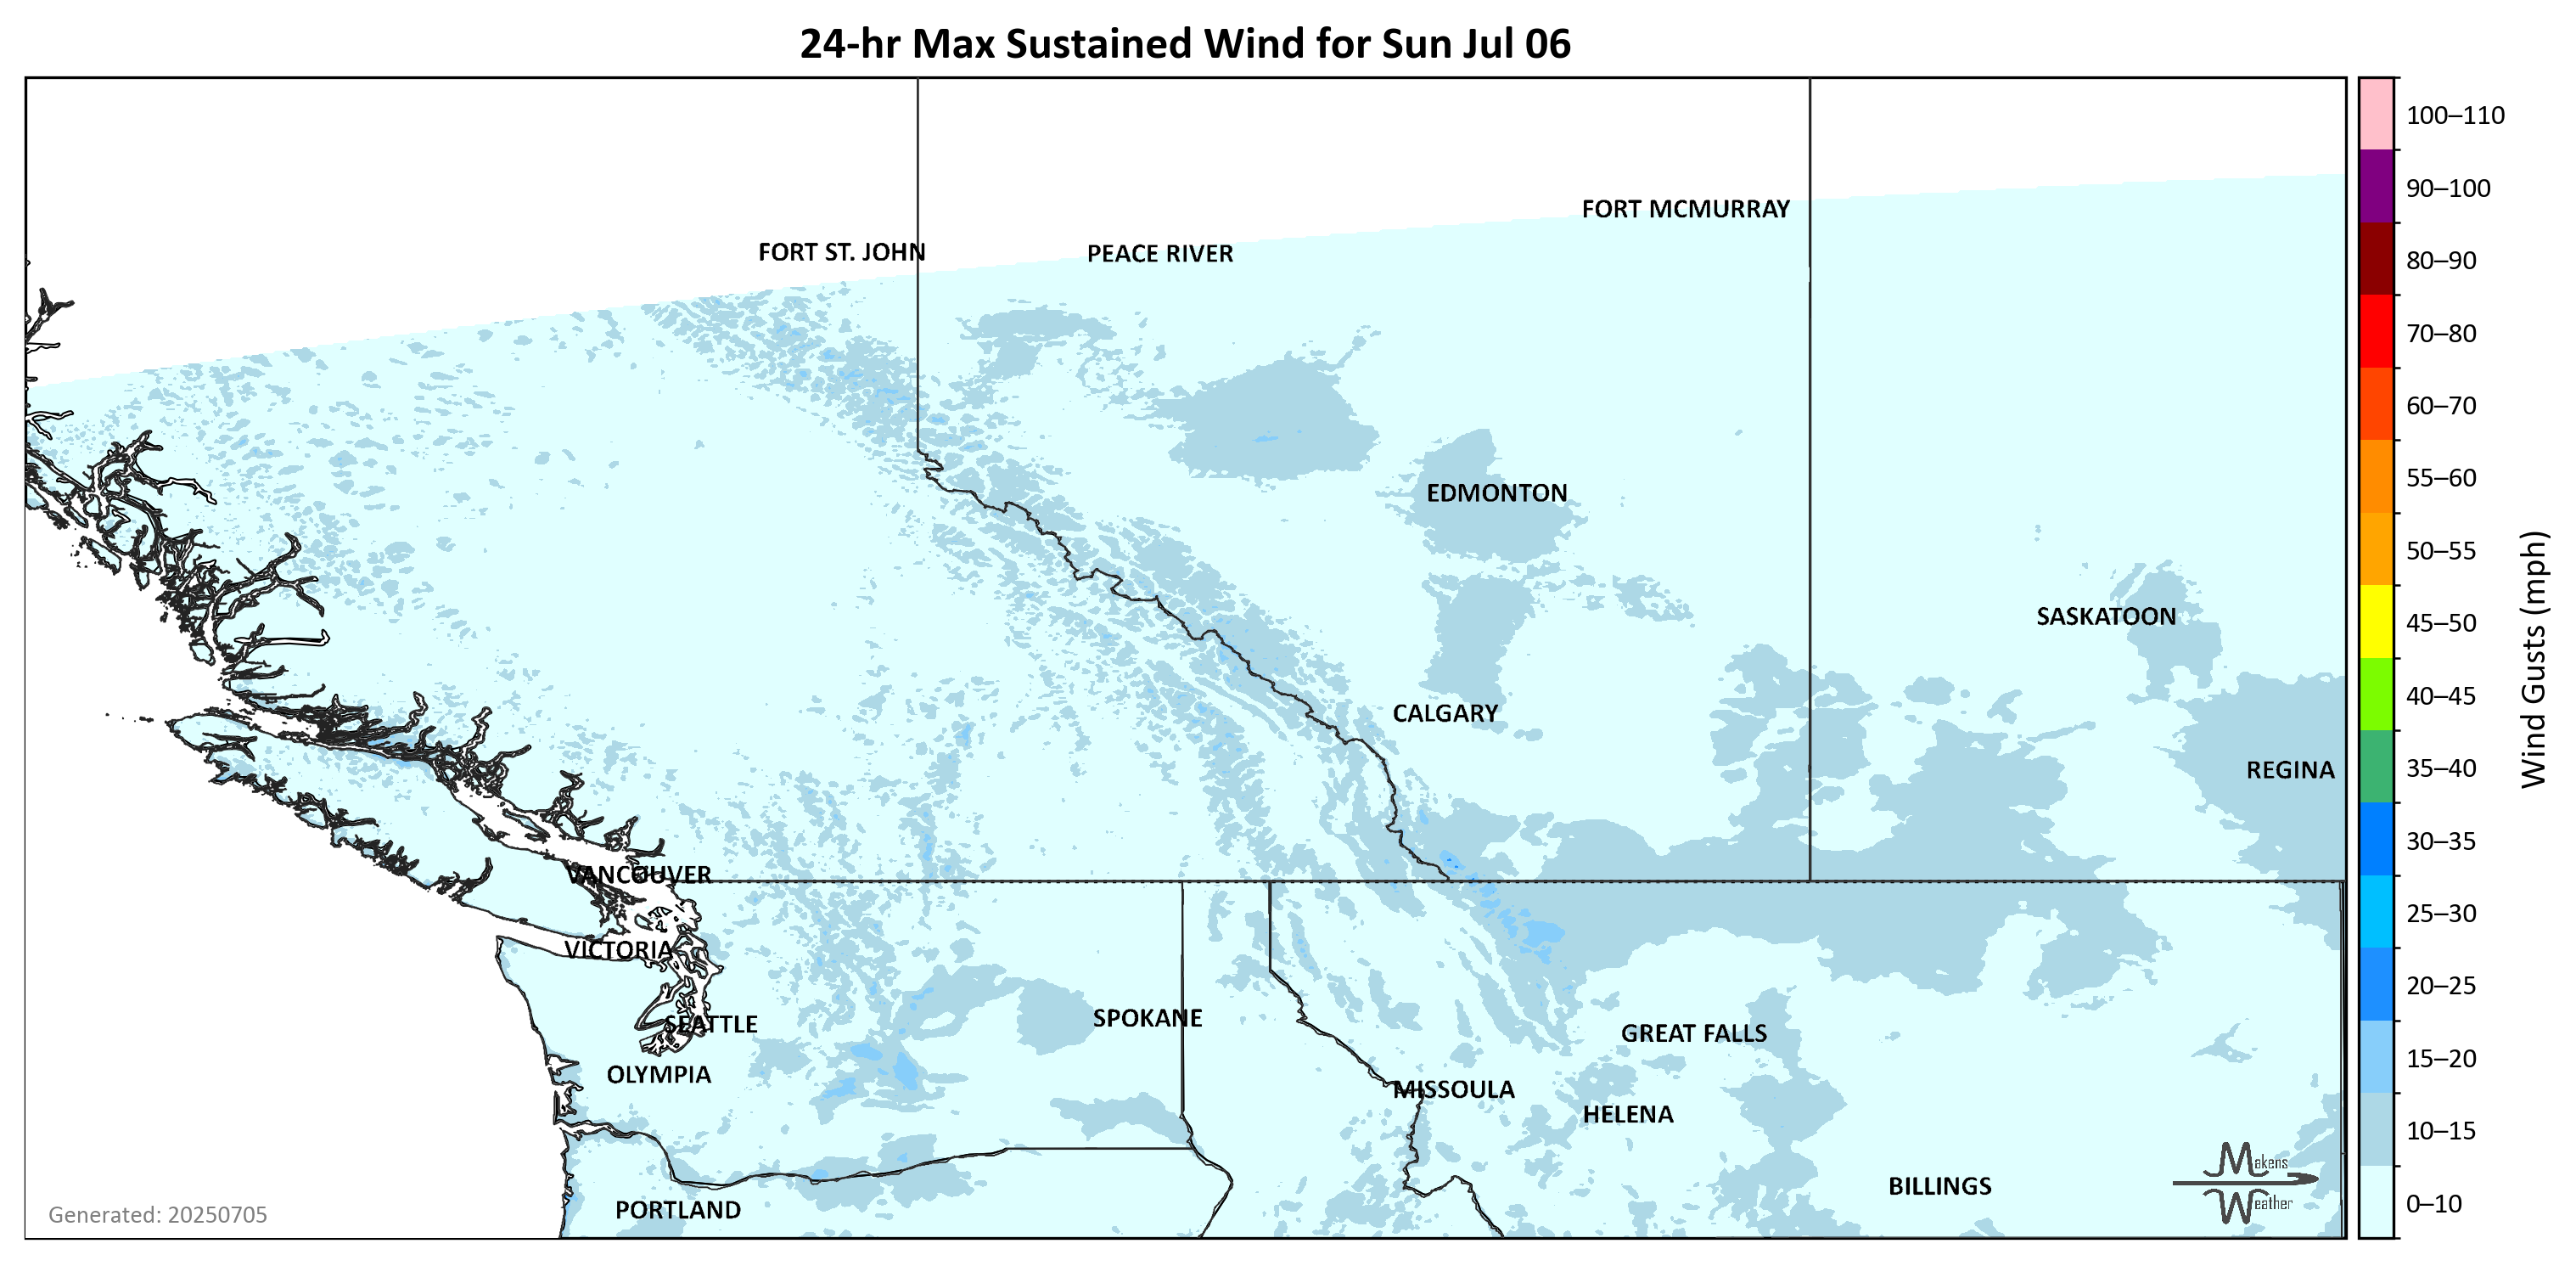 24-hr Max Sustained Wind for Sun Jul 06
100–110
90–100
80–90
70–80
60–70
55–60
50–55
45–50
40–45
35–40
30–35
25–30
20–25
15–20
10–15
0–10
Wind Gusts (mph)
FORT MCMURRAY
FORT ST. JOHN
PEACE RIVER
EDMONTON
SASKATOON
CALGARY
REGINA
VANCOUVER
VICTORIA
SEATTLE
SPOKANE
GREAT FALLS
OLYMPIA
MISSOULA
HELENA
BILLINGS
PORTLAND
Makens
Weather
Generated: 20250705